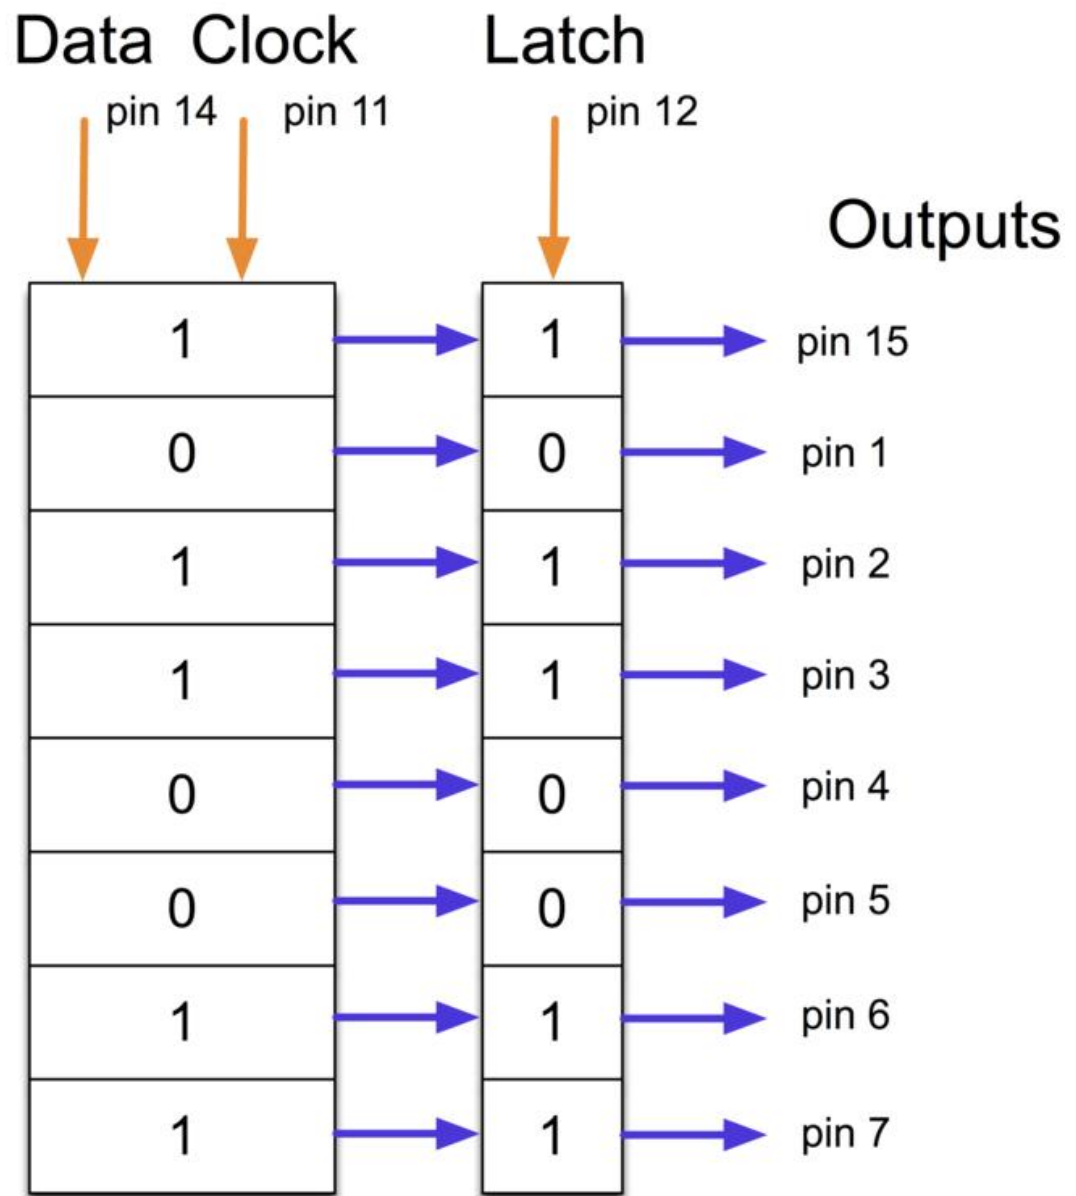 Data Clock Latch
pin 14 pin 11 pin 12
Outputs
1 1 pin 15
0 0 pin 1
1 1 pin 2
1 1 pin 3
0 0 pin 4
0 0 pin 5
1 1 pin 6
1 1 pin 7